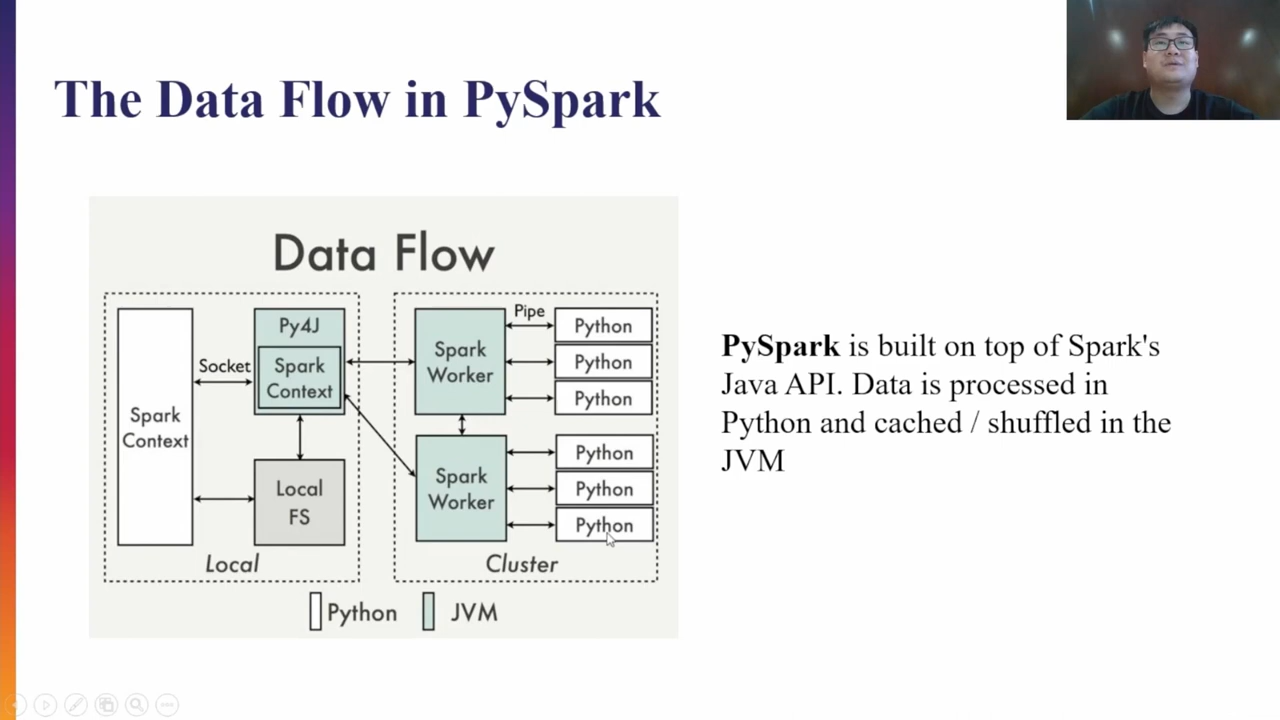 The Data Flow in PySpark
Data Flow
Spark
Context
Socket
Py4J
Spark
Context
Local
FS
Local
Spark
Worker
Spark
Worker
Pipe
Python
Python
Python
Python
Python
Python
Cluster
Python
JVM
PySpark is built on top of Spark's
Java API. Data is processed in
Python and cached / shuffled in the
JVM